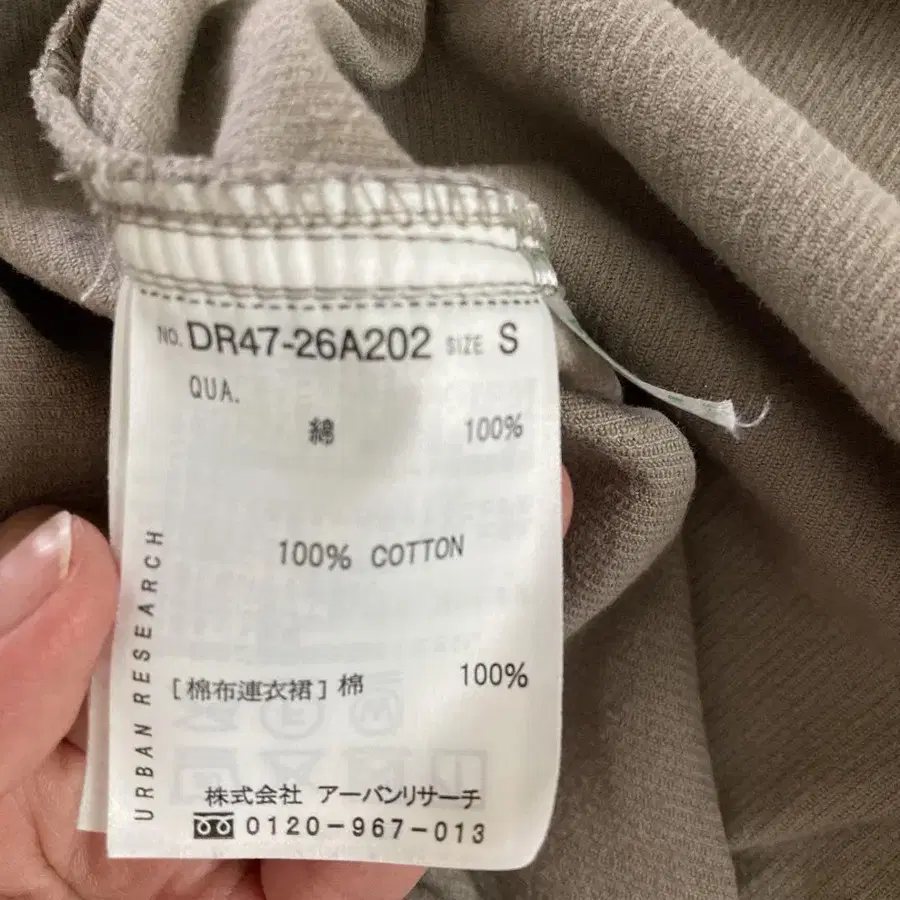 NO. DR47-26A202 SIZE S
QUA.
綿 100%
100% COTTON
[棉布連衣裙] 棉 100%
URBAN RESEARCH
株式会社 アーバンリサーチ
0120-967-013